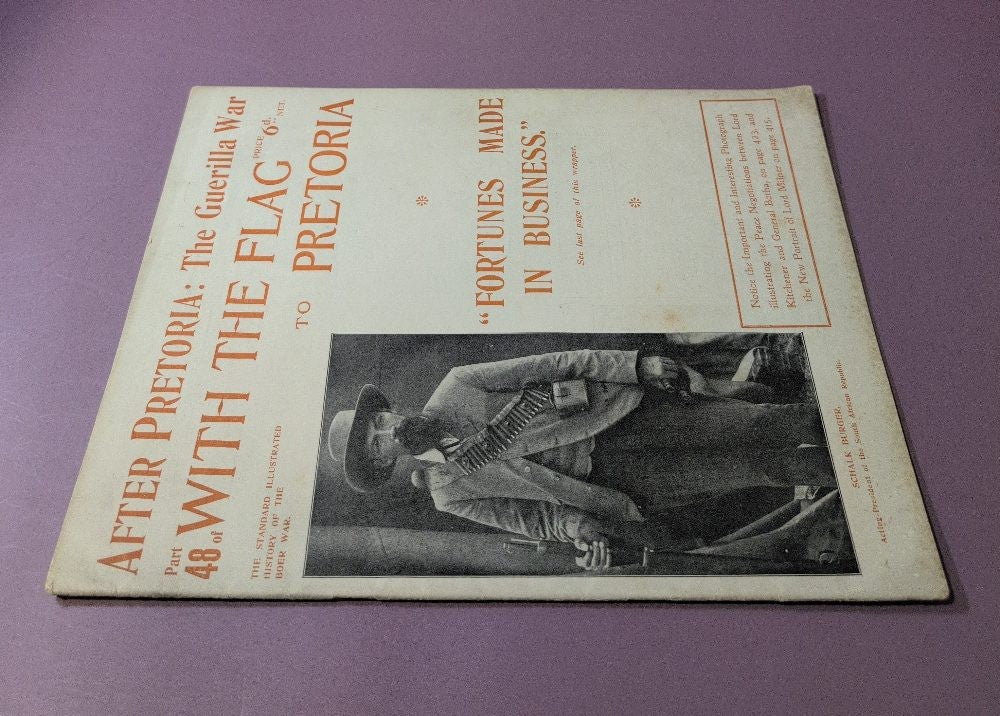 AFTER PRETORIA: The Guerilla War
Part
48 of WITH THE FLAG PRICE 6d. NET.
THE STANDARD ILLUSTRATED
HISTORY OF THE
BOER WAR.
TO PRETORIA
"FORTUNES MADE
IN BUSINESS."
See last page of this wrapper.
Notice the Important and Interesting Photograph
illustrating the Peace Negotiations between Lord
Kitchener and General Botha, on page 423; and
the New Portrait of Lord Milner on page 415.
SCHALK BURGER,
Acting-President of the South African Republic.